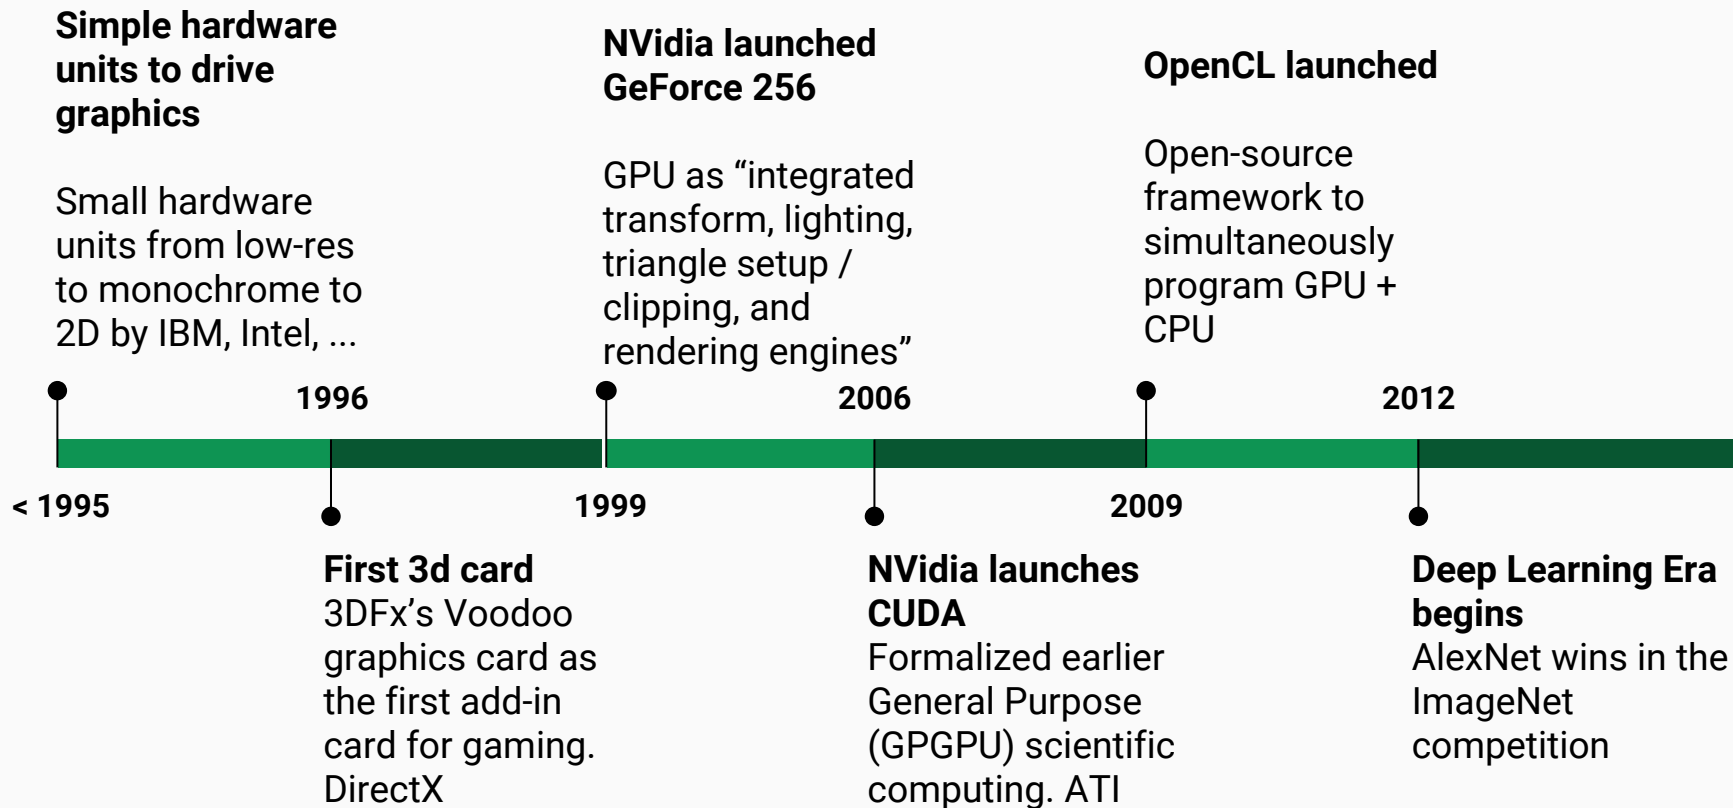 Simple hardware
units to drive
graphics
Small hardware
units from low-res
to monochrome to
2D by IBM, Intel, ...
< 1995
1996
First 3d card
3DFx’s Voodoo
graphics card as
the first add-in
card for gaming.
DirectX
NVidia launched
GeForce 256
GPU as “integrated
transform, lighting,
triangle setup /
clipping, and
rendering engines”
1999
2006
NVidia launches
CUDA
Formalized earlier
General Purpose
(GPGPU) scientific
computing. ATI
OpenCL launched
Open-source
framework to
simultaneously
program GPU +
CPU
2009
2012
Deep Learning Era
begins
AlexNet wins in the
ImageNet
competition